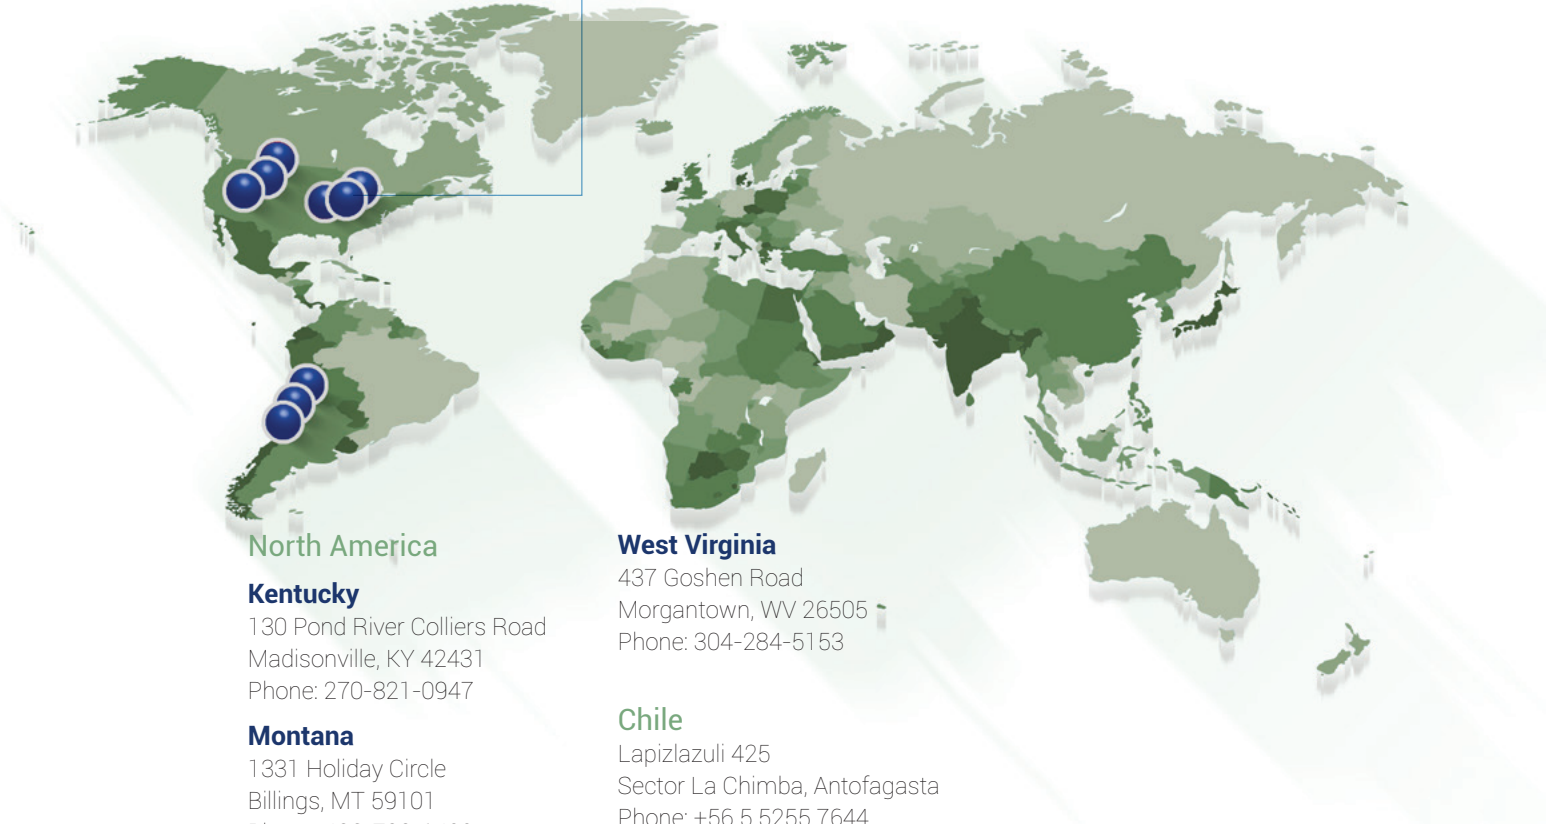 North America
Kentucky
130 Pond River Colliers Road
Madisonville, KY 42431
Phone: 270-821-0947
Montana
1331 Holiday Circle
Billings, MT 59101
West Virginia
437 Goshen Road
Morgantown, WV 26505
Phone: 304-284-5153
Chile
Lapizlazuli 425
Sector La Chimba, Antofagasta
Phone: +56 5 5255 7644